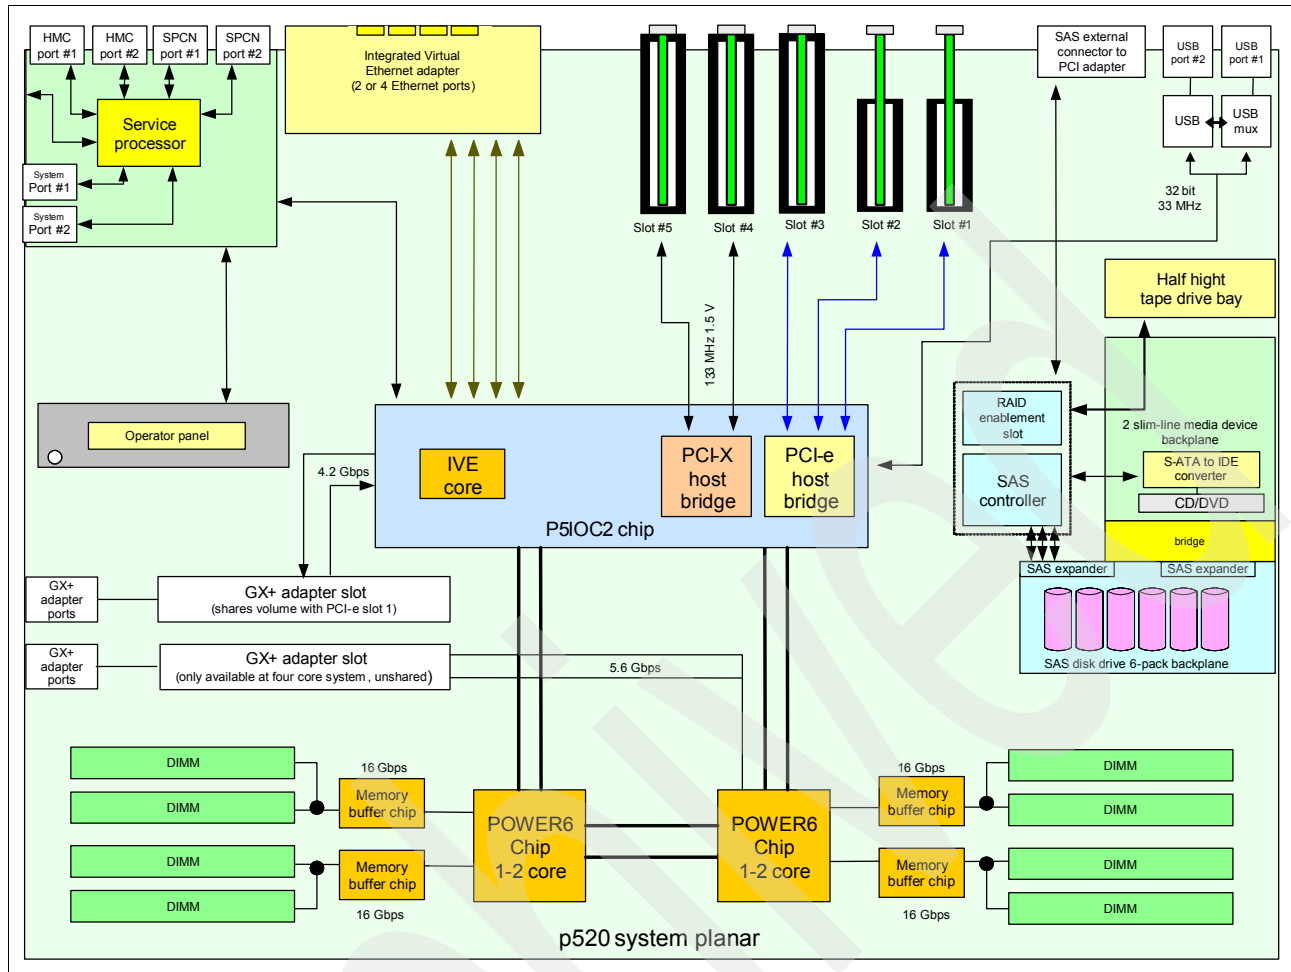 HMC
port #1
HMC
port #2
SPCN
port #1
SPCN
port #2
Integrated Virtual
Ethernet adapter
(2 or 4 Ethernet ports)
SAS external
connector to
PCI adapter
USB
port #2
USB
port #1
Service
processor
USB
USB
mux
System
Port #1
System
Port #2
32 bit
33 MHz
Slot #5
Slot #4
Slot #3
Slot #2
Slot #1
Half hight
tape drive bay
133 MHz 1.5 V
Operator panel
RAID
enablement
slot
2 slim-line media device
backplane
IVE
core
PCI-X
host
bridge
PCI-e
host
bridge
4.2 Gbps
SAS
controller
S-ATA to IDE
converter
CD/DVD
P5IOC2 chip
bridge
SAS expander
SAS expander
GX+
adapter
ports
GX+ adapter slot
(shares volume with PCI-e slot 1)
GX+
adapter
ports
GX+ adapter slot
(only available at four core system , unshared)
5.6 Gbps
SAS disk drive 6-pack backplane
DIMM
DIMM
16 Gbps
Memory
buffer chip
POWER6
Chip
1-2 core
POWER6
Chip
1-2 core
16 Gbps
Memory
buffer chip
DIMM
DIMM
DIMM
DIMM
Memory
buffer chip
16 Gbps
Memory
buffer chip
16 Gbps
DIMM
DIMM
p520 system planar